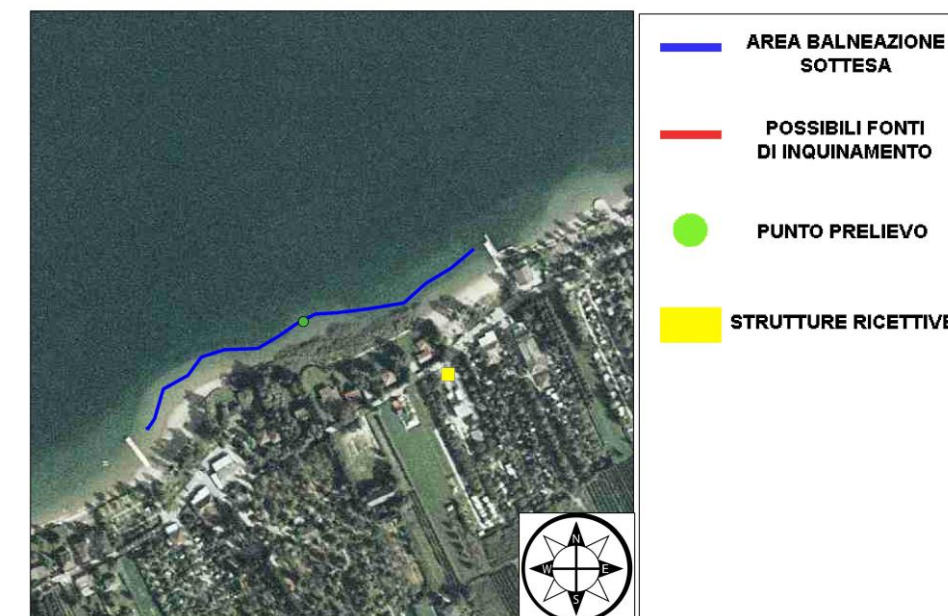 AREA BALNEAZIONE
SOTTESA
POSSIBILI FONTI
DI INQUINAMENTO
PUNTO PRELIEVO
STRUTTURE RICETTIVE
N
W E
S